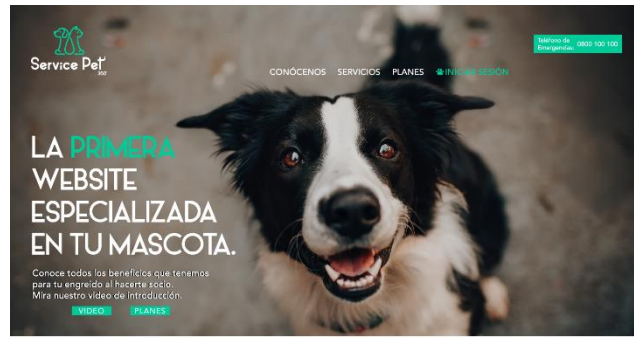 Service Pet
360°
Teléfono de
Emergencias
0800 100 100
CONÓCENOS SERVICIOS PLANES INICIAR SESIÓN
LA PRIMERA
WEBSITE
ESPECIALIZADA
EN TU MASCOTA.
Conoce todos los beneficios que tenemos
para tu engreído al hacerte socio.
Mira nuestro video de introducción.
VIDEO PLANES